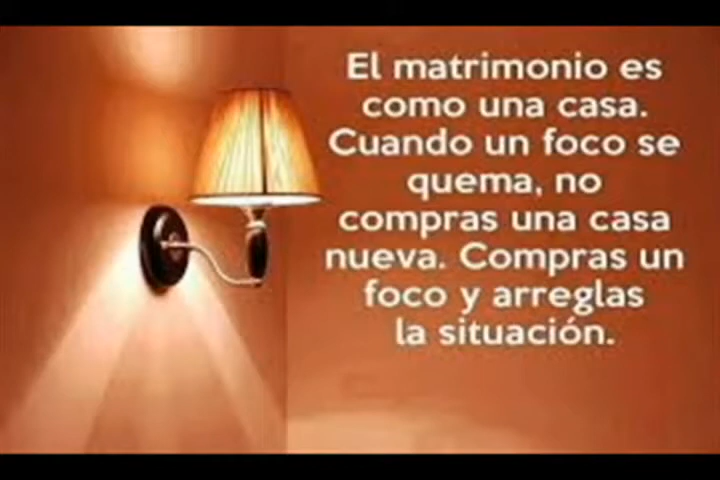 El matrimonio es
como una casa.
Cuando un foco se
quema, no
compras una casa
nueva. Compras un
foco y arreglas
la situación.